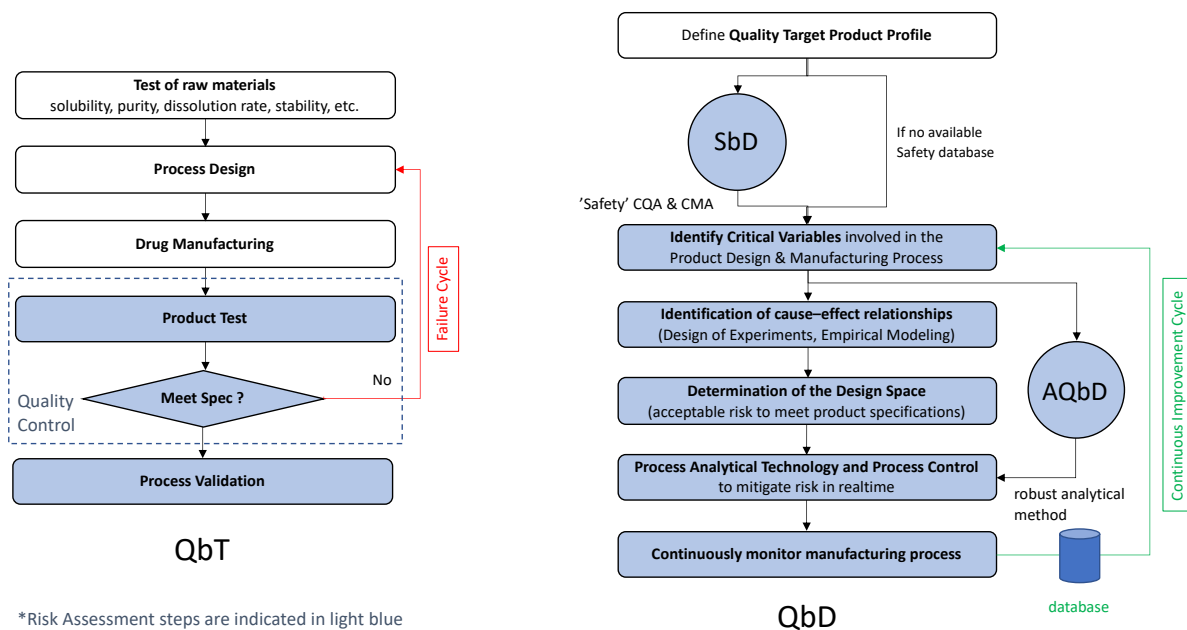 Test of raw materials
solubility, purity, dissolution rate, stability, etc.
Process Design
Drug Manufacturing
Failure Cycle
Product Test
Meet Spec ?
No
Quality
Control
Process Validation
QbT
*Risk Assessment steps are indicated in light blue
Define Quality Target Product Profile
SbD
If no available
Safety database
’Safety’ CQA & CMA
Identify Critical Variables involved in the
Product Design & Manufacturing Process
Identification of cause–effect relationships
(Design of Experiments, Empirical Modeling)
Determination of the Design Space
(acceptable risk to meet product specifications)
AQbD
Process Analytical Technology and Process Control
to mitigate risk in realtime
robust analytical
method
Continuously monitor manufacturing process
Continuous Improvement Cycle
database
QbD